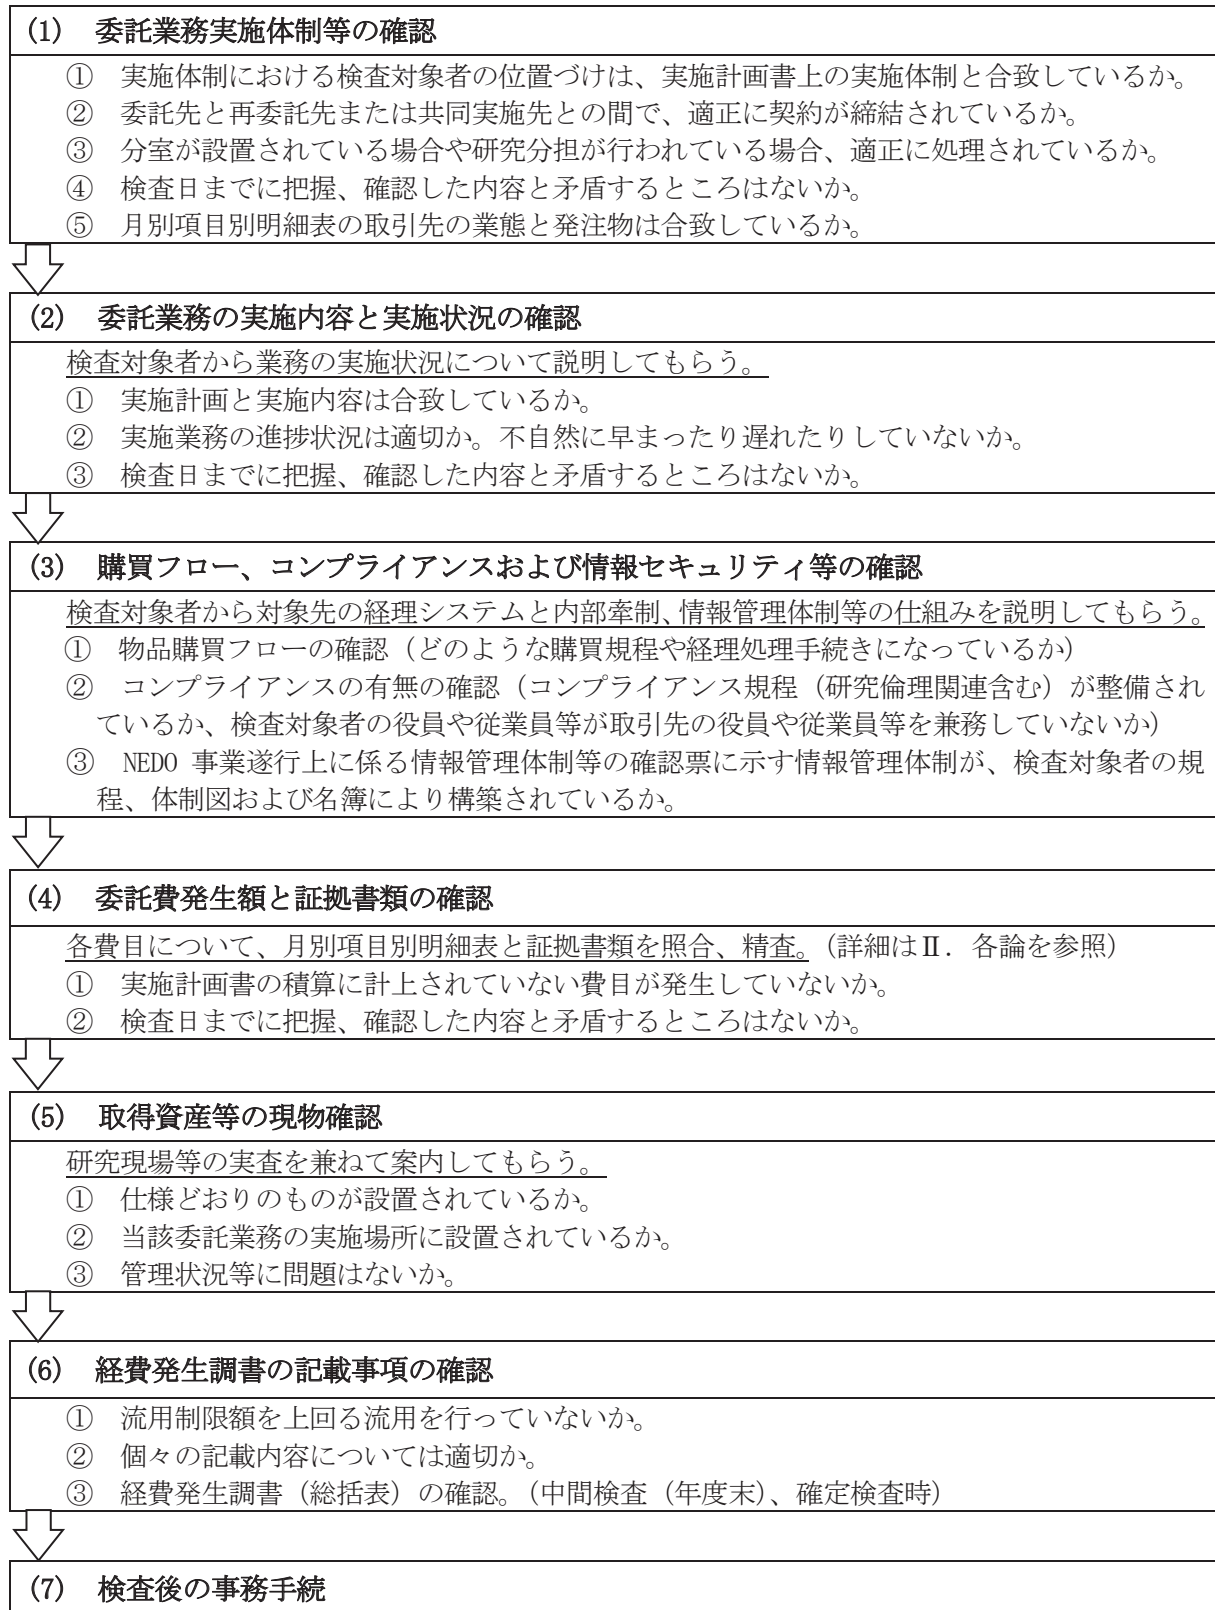 (1) 委託業務実施体制等の確認
① 実施体制における検査対象者の位置づけは、実施計画書上の実施体制と合致しているか。
② 委託先と再委託先または共同実施先との間で、適正に契約が締結されているか。
③ 分室が設置されている場合や研究分担が行われている場合、適正に処理されているか。
④ 検査日までに把握、確認した内容と矛盾するところはないか。
⑤ 月別項目別明細表の取引先の業態と発注物は合致しているか。
(2) 委託業務の実施内容と実施状況の確認
検査対象者から業務の実施状況について説明してもらう。
① 実施計画と実施内容は合致しているか。
② 実施業務の進捗状況は適切か。不自然に早まったり遅れたりしていないか。
③ 検査日までに把握、確認した内容と矛盾するところはないか。
(3) 購買フロー、コンプライアンスおよび情報セキュリティ等の確認
検査対象者から対象先の経理システムと内部牽制、情報管理体制等の仕組みを説明してもらう。
① 物品購買フローの確認（どのような購買規程や経理処理手続きになっているか）
② コンプライアンスの有無の確認（コンプライアンス規程（研究倫理関連含む）が整備され
ているか、検査対象者の役員や従業員等が取引先の役員や従業員等を兼務していないか）
③ NEDO 事業遂行上に係る情報管理体制等の確認票に示す情報管理体制が、検査対象者の規
程、体制図および名簿により構築されているか。
(4) 委託費発生額と証拠書類の確認
各費目について、月別項目別明細表と証拠書類を照合、精査。（詳細はⅡ．各論を参照）
① 実施計画書の積算に計上されていない費目が発生していないか。
② 検査日までに把握、確認した内容と矛盾するところはないか。
(5) 取得資産等の現物確認
研究現場等の実査を兼ねて案内してもらう。
① 仕様どおりのものが設置されているか。
② 当該委託業務の実施場所に設置されているか。
③ 管理状況等に問題はないか。
(6) 経費発生調書の記載事項の確認
① 流用制限額を上回る流用を行っていないか。
② 個々の記載内容については適切か。
③ 経費発生調書（総括表）の確認。（中間検査（年度末）、確定検査時）
(7) 検査後の事務手続